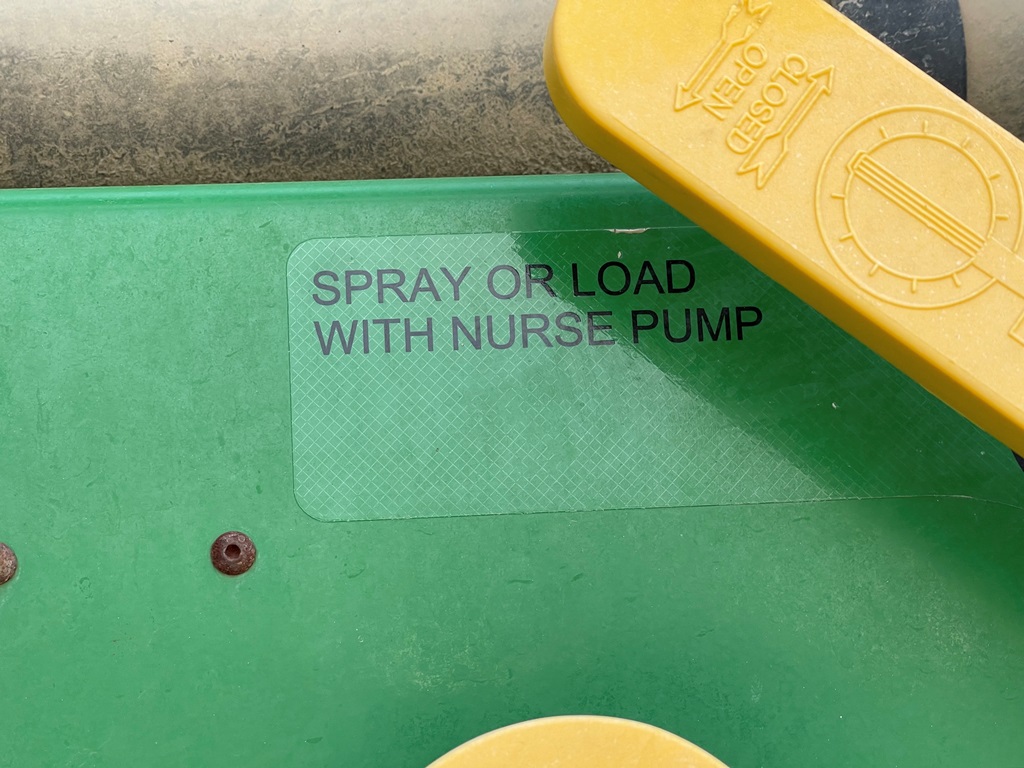 SPRAY OR LOAD
WITH NURSE PUMP
OPEN
CLOSED